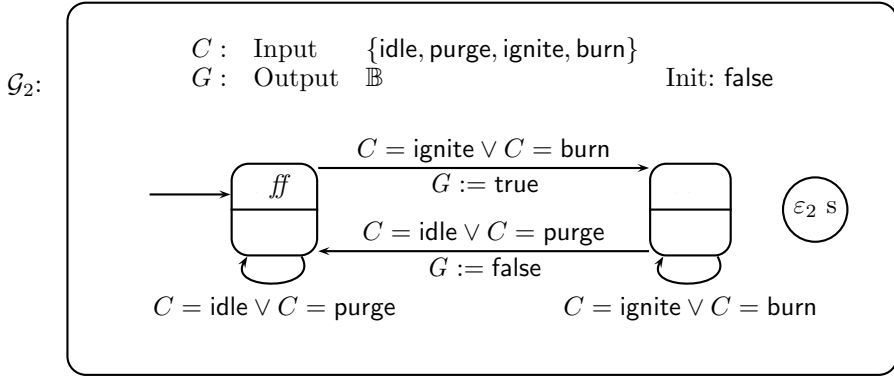 C : Input {idle, purge, ignite, burn}
G : Output 𝔹 Init: false
𝒢₂:
C = ignite ∨ C = burn
ff
G := true
ε₂ s
C = idle ∨ C = purge
G := false
C = idle ∨ C = purge
C = ignite ∨ C = burn